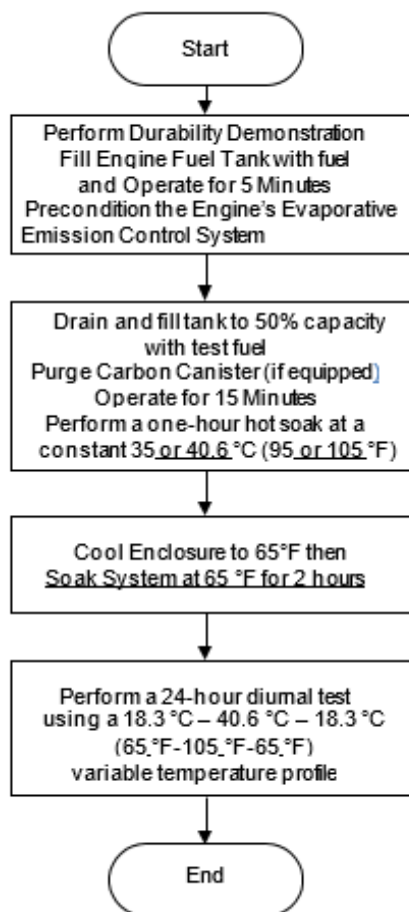 Start
Perform Durability Demonstration
Fill Engine Fuel Tank with fuel
and Operate for 5 Minutes
Precondition the Engine's Evaporative
Emission Control System
Drain and fill tank to 50% capacity
with test fuel
Purge Carbon Canister (if equipped)
Operate for 15 Minutes
Perform a one-hour hot soak at a
constant 35 or 40.6 °C (95 or 105 °F)
Cool Enclosure to 65°F then
Soak System at 65 °F for 2 hours
Perform a 24-hour diurnal test
using a 18.3 °C – 40.6 °C – 18.3 °C
(65 °F-105 °F-65 °F)
variable temperature profile
End